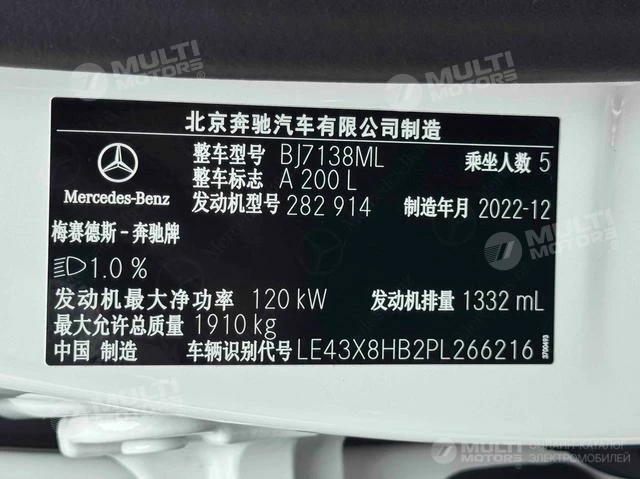 MULTI
MOTORS
MULTI
MOTORS
北京奔驰汽车有限公司制造
整车型号 BJ7138ML 乘坐人数 5
整车标志 A 200 L
Mercedes-Benz
发动机型号 282 914 制造年月 2022-12
梅赛德斯-奔驰牌
MULTI
MOTORS
1.0 %
发动机最大净功率 120 kW 发动机排量 1332 mL
最大允许总质量 1910 kg
中国 制造 车辆识别代号 LE43X8HB2PL266216
MULTI
MOTORS
ОНЛАЙН-КАТАЛОГ
ЭЛЕКТРОМОБИЛЕЙ